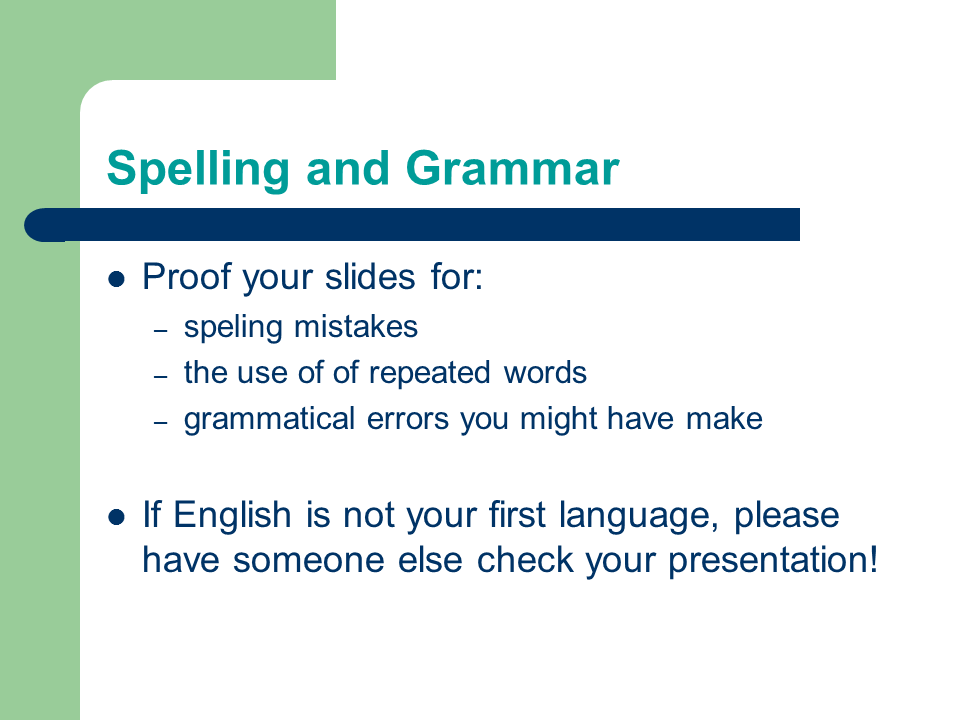 Spelling and Grammar
● Proof your slides for:
– speling mistakes
– the use of of repeated words
– grammatical errors you might have make
● If English is not your first language, please
have someone else check your presentation!